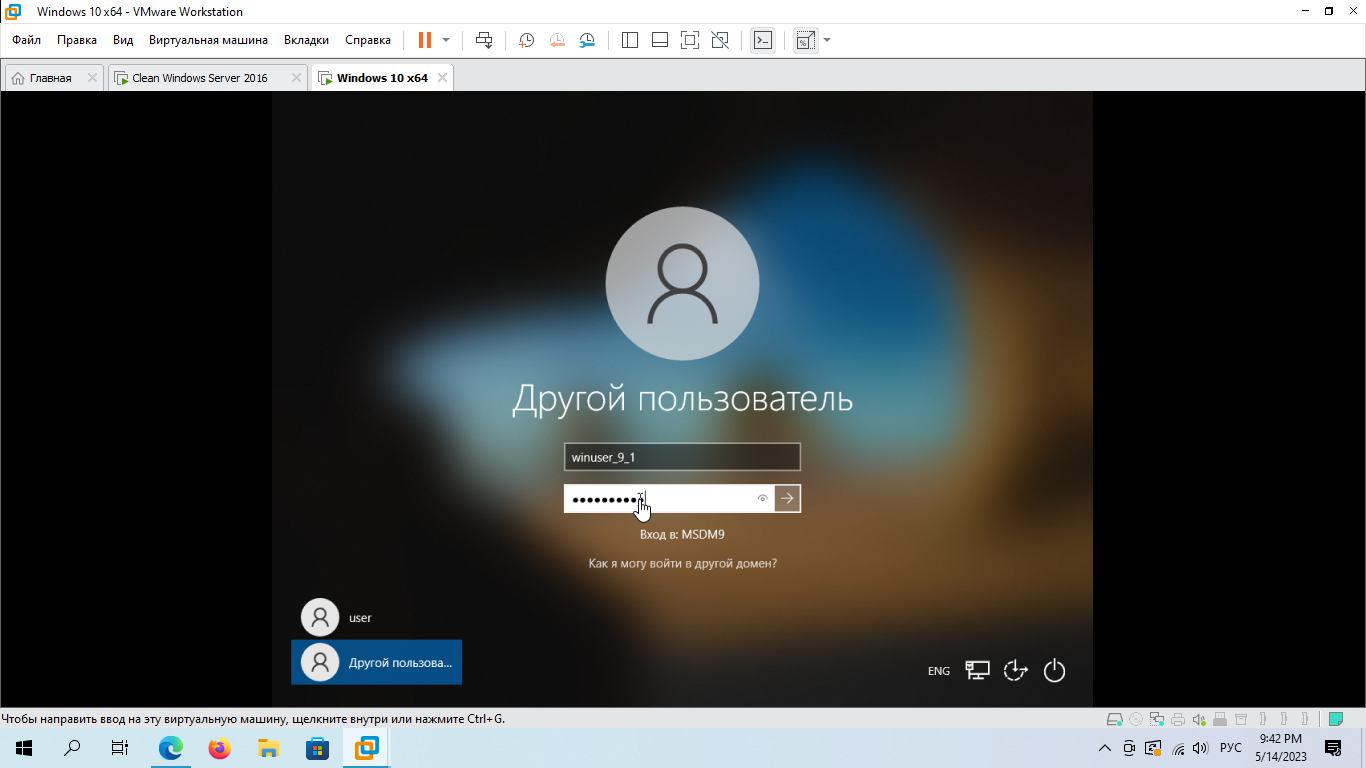 Windows 10 x64 - VMware Workstation
Файл Правка Вид Виртуальная машина Вкладки Справка
Главная Clean Windows Server 2016 Windows 10 x64
Другой пользователь
winuser_9_1
Вход в: MSDM9
Как я могу войти в другой домен?
user
Другой пользова...
ENG
Чтобы направить ввод на эту виртуальную машину, щелкните внутри или нажмите Ctrl+G.
РУС
9:42 PM
5/14/2023